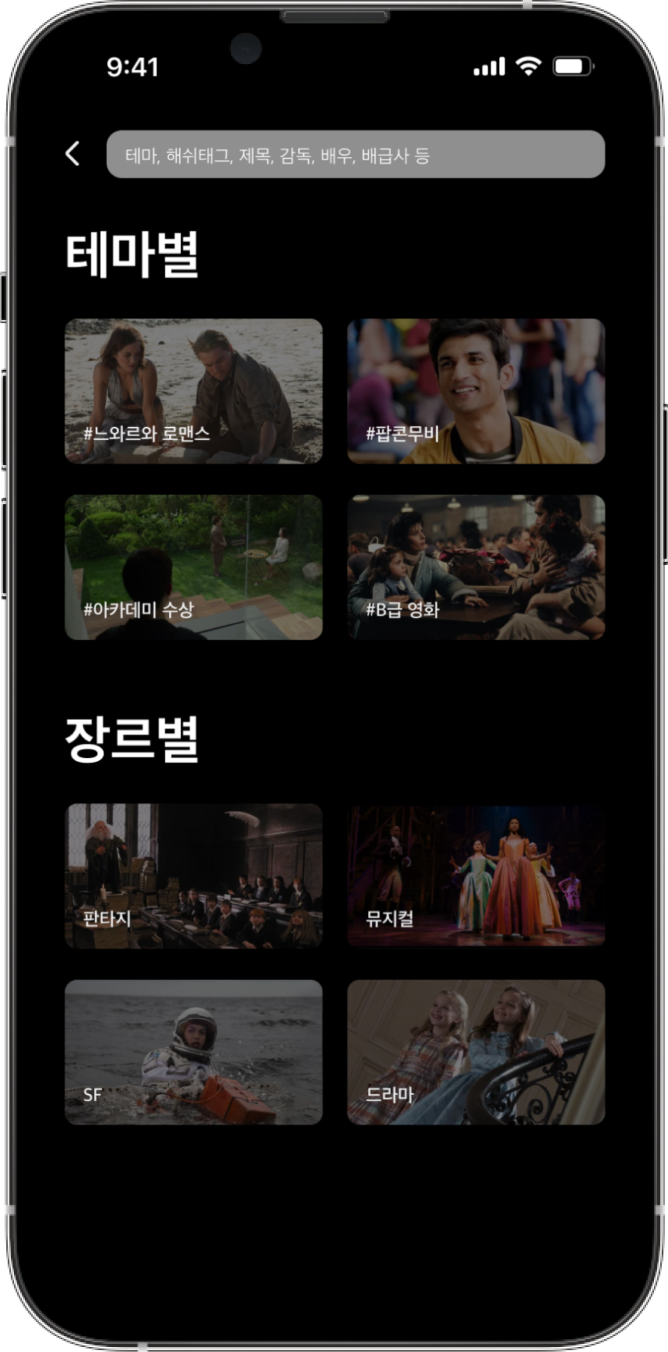 9:41
테마, 해쉬태그, 제목, 감독, 배우, 배급사 등
테마별
#느와르와 로맨스
#팝콘무비
#아카데미 수상
#B급 영화
장르별
판타지
뮤지컬
SF
드라마